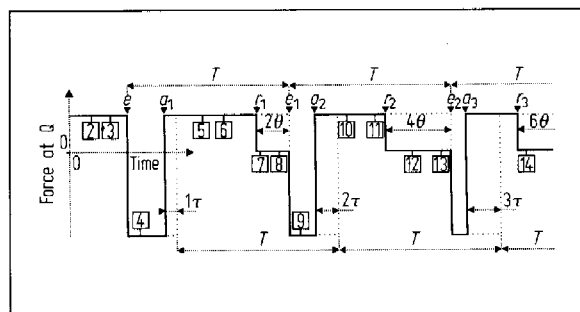 T T T
e a₁ r₁ e₁ a₂ r₂ e₂ a₃ r₃
2θ 4θ 6θ
2 3 5 6 10 11
0
0 Time
7 8 12 13 14
Force at Q
4 9
1τ 2τ 3τ
T T T